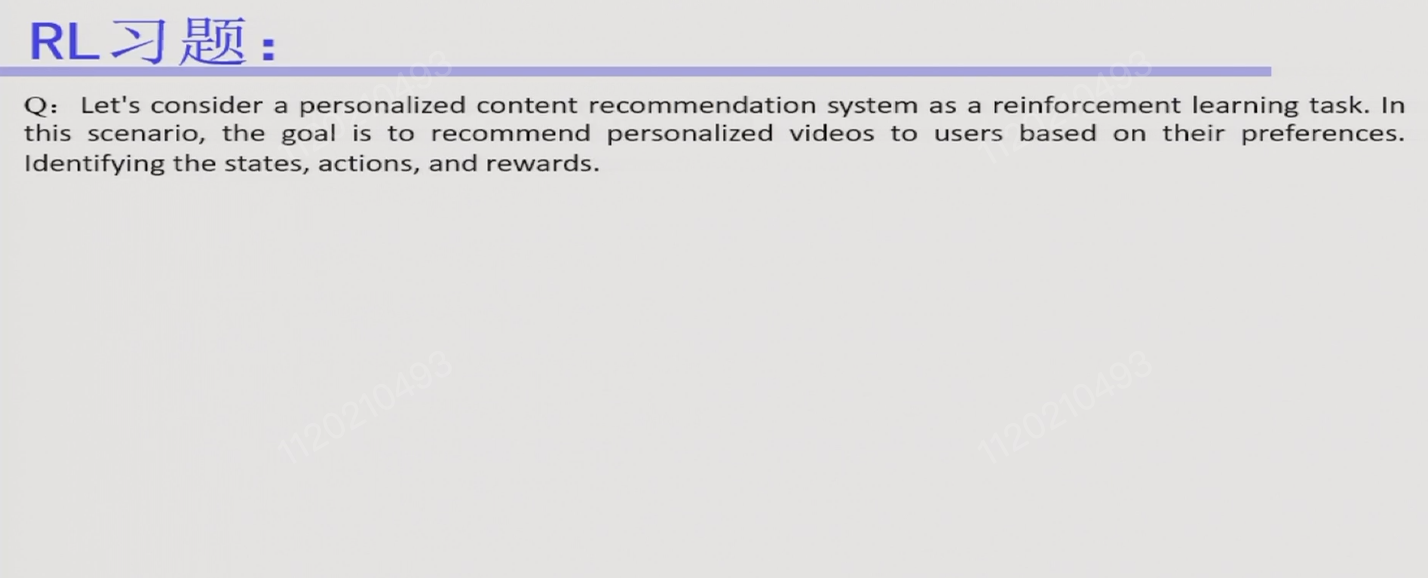 RL习题：
Q： Let's consider a personalized content recommendation system as a reinforcement learning task. In
this scenario, the goal is to recommend personalized videos to users based on their preferences.
Identifying the states, actions, and rewards.
1120210493
1120210493
1120210493
1120210493